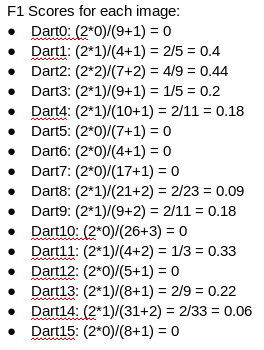 F1 Scores for each image:
● Dart0: (2*0)/(9+1) = 0
● Dart1: (2*1)/(4+1) = 2/5 = 0.4
● Dart2: (2*2)/(7+2) = 4/9 = 0.44
● Dart3: (2*1)/(9+1) = 1/5 = 0.2
● Dart4: (2*1)/(10+1) = 2/11 = 0.18
● Dart5: (2*0)/(7+1) = 0
● Dart6: (2*0)/(4+1) = 0
● Dart7: (2*0)/(17+1) = 0
● Dart8: (2*1)/(21+2) = 2/23 = 0.09
● Dart9: (2*1)/(9+2) = 2/11 = 0.18
● Dart10: (2*0)/(26+3) = 0
● Dart11: (2*1)/(4+2) = 1/3 = 0.33
● Dart12: (2*0)/(5+1) = 0
● Dart13: (2*1)/(8+1) = 2/9 = 0.22
● Dart14: (2*1)/(31+2) = 2/33 = 0.06
● Dart15: (2*0)/(8+1) = 0